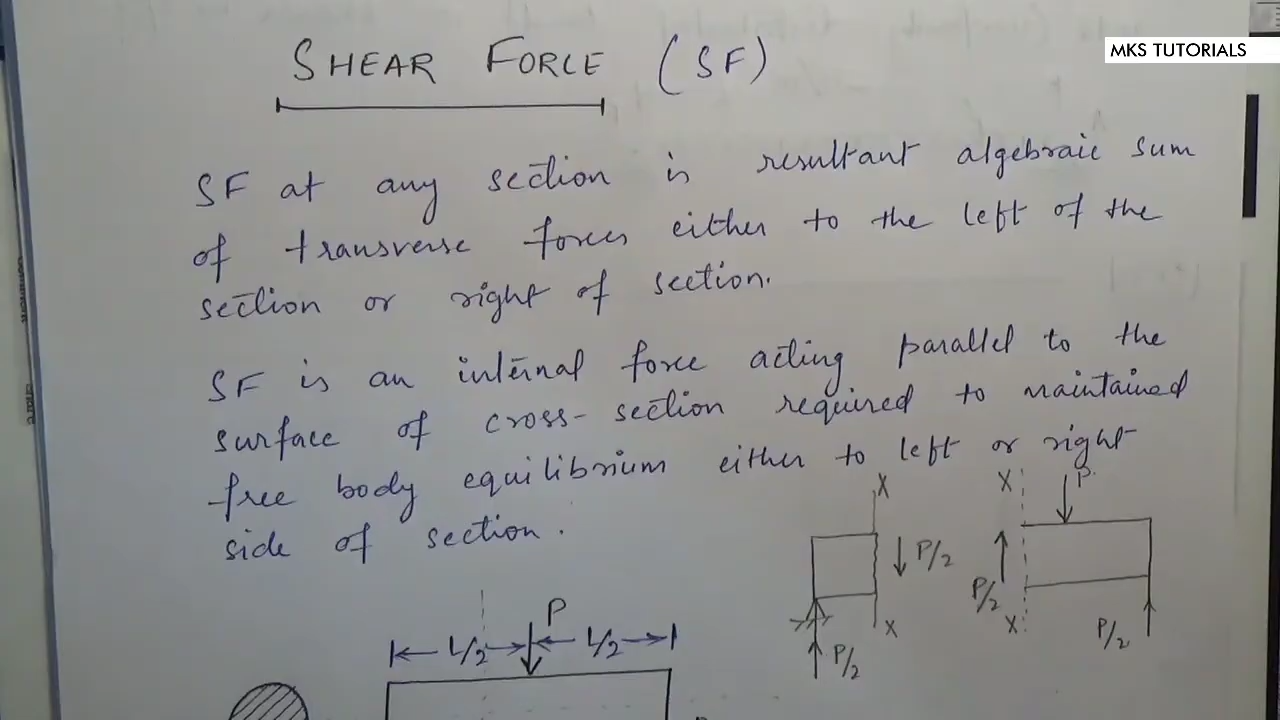 MKS TUTORIALS
SHEAR FORCE (SF)
SF at any section is resultant algebraic sum
of transverse forces either to the left of the
section or right of section.
SF is an internal force acting parallel to the
surface of cross-section required to maintained
free body equilibrium either to left or right
side of section.
X
X
P
P/2
P/2
X
X
P/2
P/2
P
L/2
L/2